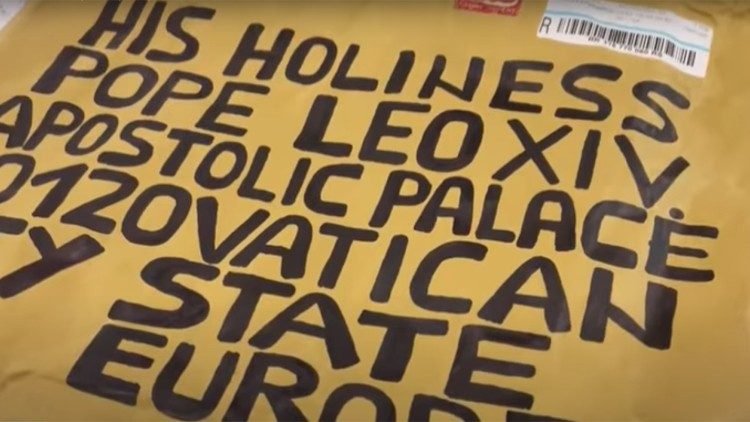 HIS HOLINESS
POPE LEO XIV
APOSTOLIC PALACE
0120 VATICAN
STATE
R